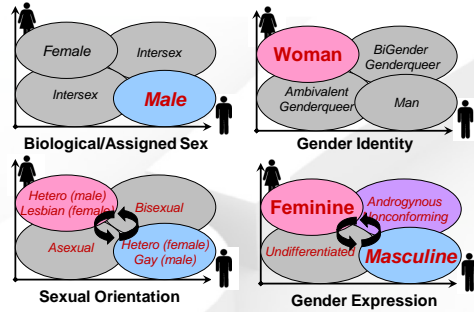 Female
Intersex
Intersex
Male
Biological/Assigned Sex
Woman
BiGender
Genderqueer
Ambivalent
Genderqueer
Man
Gender Identity
Hetero (male)
Lesbian (female)
Bisexual
Asexual
Hetero (female)
Gay (male)
Sexual Orientation
Feminine
Androgynous
Nonconforming
Undifferentiated
Masculine
Gender Expression